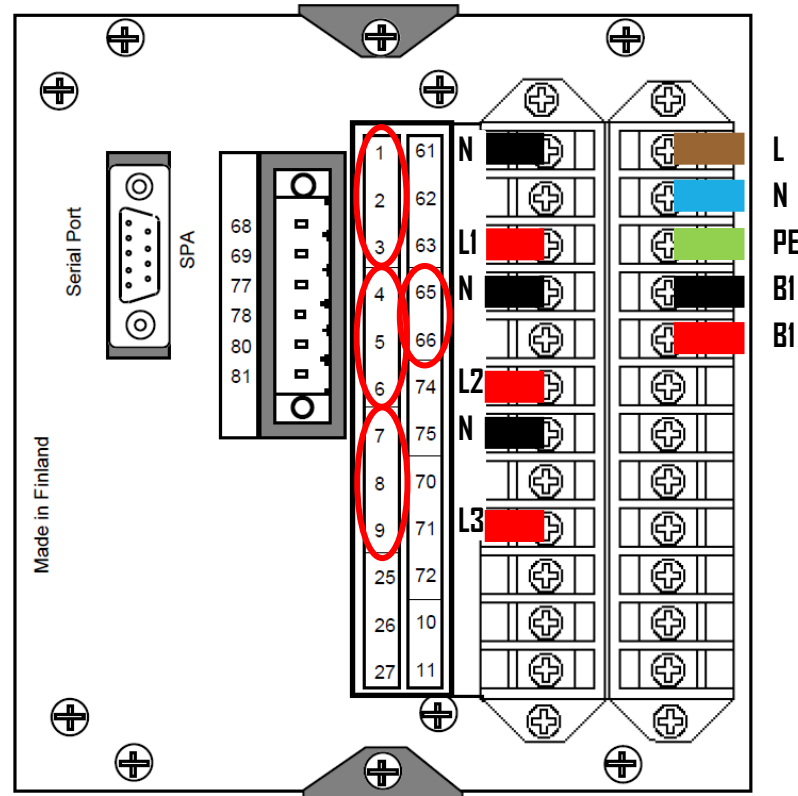 Serial Port
SPA
68
69
77
78
80
81
Made in Finland
1 61 N L
2 62 N
3 63 L1 PE
4 65 N B1
5 66 B1
6 74 L2
7 75 N
8 70
9 71 L3
25 72
26 10
27 11